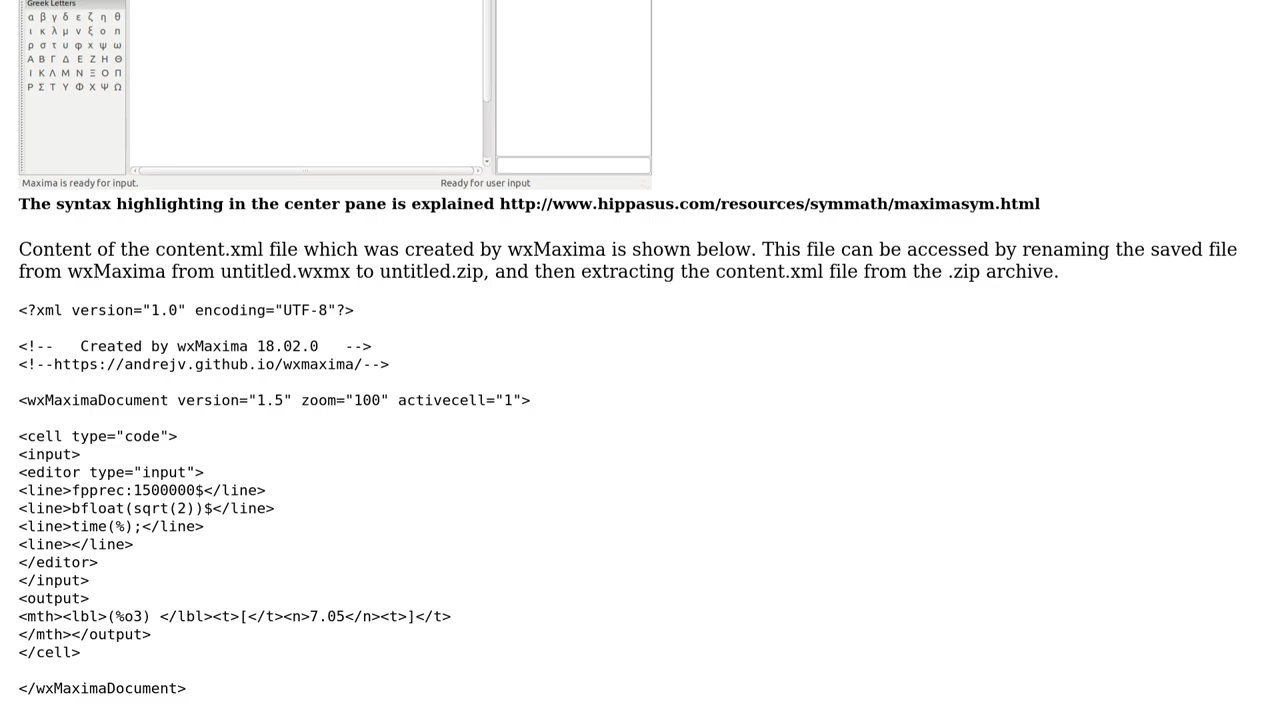 Greek Letters
α β γ δ ε ζ η θ
ι κ λ μ ν ξ ο π
ρ σ τ υ φ χ ψ ω
Α Β Γ Δ Ε Ζ Η Θ
Ι Κ Λ Μ Ν Ξ Ο Π
Ρ Σ Τ Υ Φ Χ Ψ Ω
Maxima is ready for input. Ready for user input
The syntax highlighting in the center pane is explained http://www.hippasus.com/resources/symmath/maximasym.html
Content of the content.xml file which was created by wxMaxima is shown below. This file can be accessed by renaming the saved file
from wxMaxima from untitled.wxmx to untitled.zip, and then extracting the content.xml file from the .zip archive.
<?xml version="1.0" encoding="UTF-8"?>
<!--   Created by wxMaxima 18.02.0   -->
<!--https://andrejv.github.io/wxmaxima/-->
<wxMaximaDocument version="1.5" zoom="100" activecell="1">
<cell type="code">
<input>
<editor type="input">
<line>fpprec:1500000$</line>
<line>bfloat(sqrt(2))$</line>
<line>time(%);</line>
<line></line>
</editor>
</input>
<output>
<mth><lbl>(%o3) </lbl><t>[</t><n>7.05</n><t>]</t>
</mth></output>
</cell>
</wxMaximaDocument>